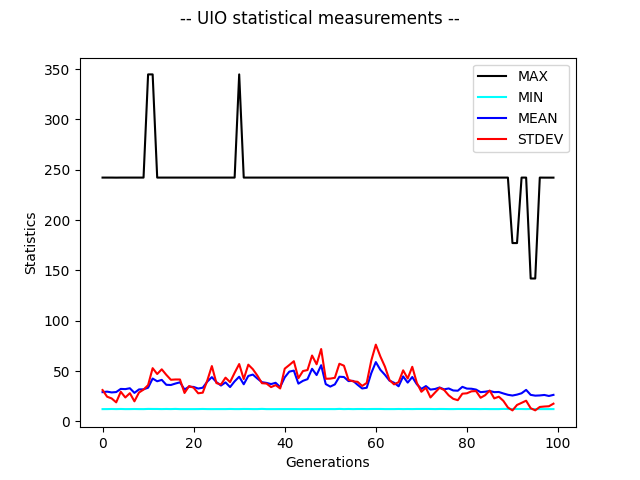 -- UIO statistical measurements --
350
300
250
200
150
100
50
0
Statistics
MAX
MIN
MEAN
STDEV
0 20 40 60 80 100
Generations